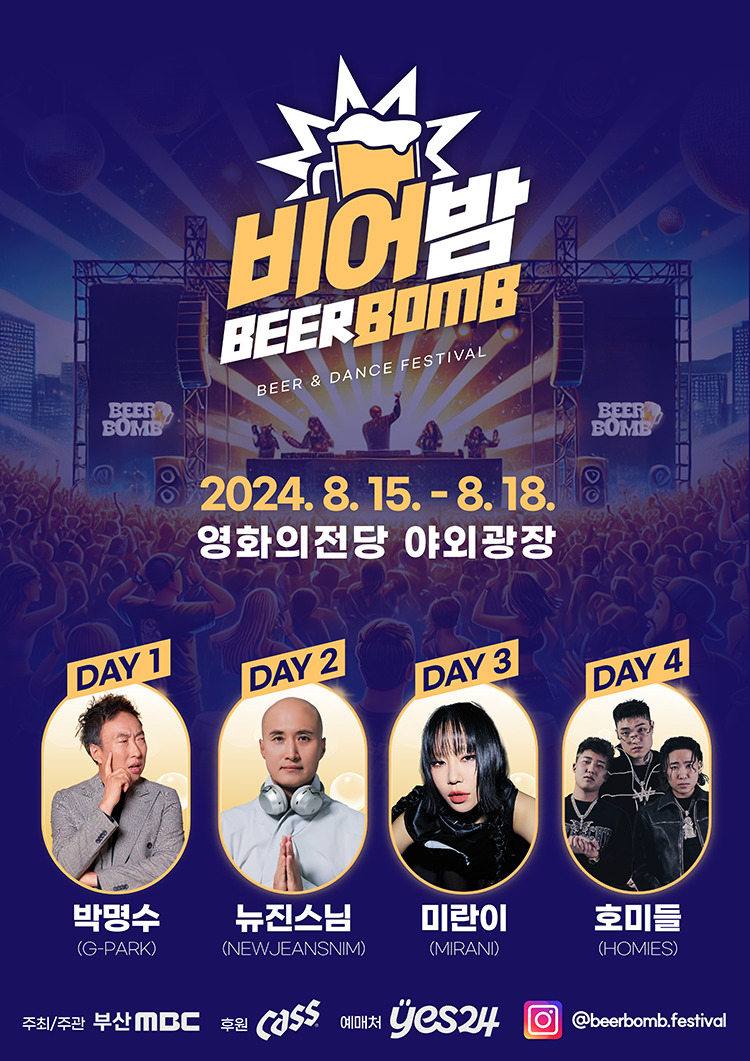 비어밤
BEERBOMB
BEER & DANCE FESTIVAL
BEER BOMB
BEER BOMB
2024. 8. 15. - 8. 18.
영화의전당 야외광장
DAY 1
DAY 2
DAY 3
DAY 4
박명수
(G-PARK)
뉴진스님
(NEWJEANSNIM)
미란이
(MIRANI)
호미들
(HOMIES)
주최/주관 부산MBC 후원 Cass 예매처 yes24 @beerbomb.festival